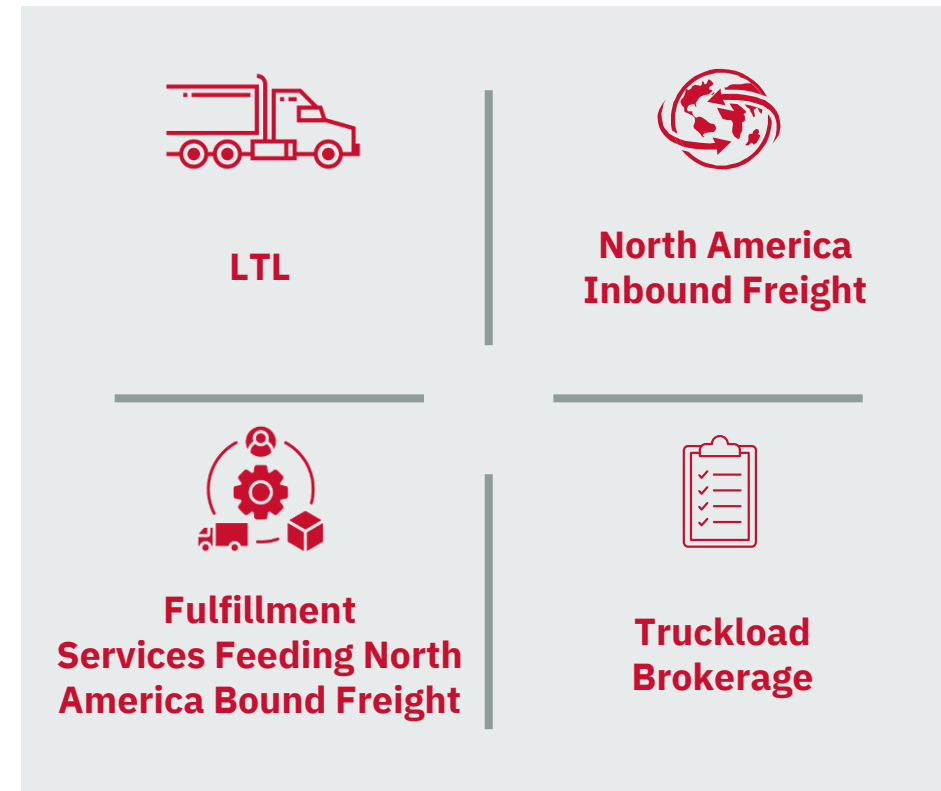 LTL
North America
Inbound Freight
Fulfillment
Services Feeding North
America Bound Freight
Truckload
Brokerage